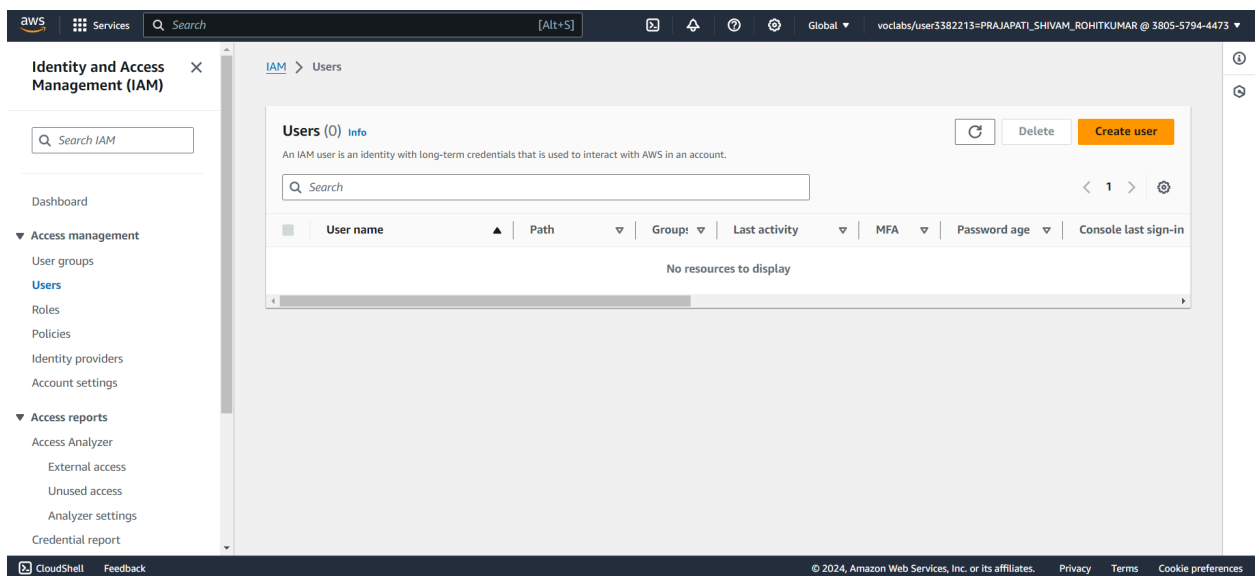 aws Services Search [Alt+S] Global voclabs/user3382213=PRAJAPATI_SHIVAM_ROHITKUMAR @ 3805-5794-4473
Identity and Access
Management (IAM)
Search IAM
Dashboard
Access management
User groups
Users
Roles
Policies
Identity providers
Account settings
Access reports
Access Analyzer
External access
Unused access
Analyzer settings
Credential report
IAM > Users
Users (0) Info
Delete
Create user
An IAM user is an identity with long-term credentials that is used to interact with AWS in an account.
Search
1
User name Path Groups Last activity MFA Password age Console last sign-in
No resources to display
CloudShell Feedback © 2024, Amazon Web Services, Inc. or its affiliates. Privacy Terms Cookie preferences